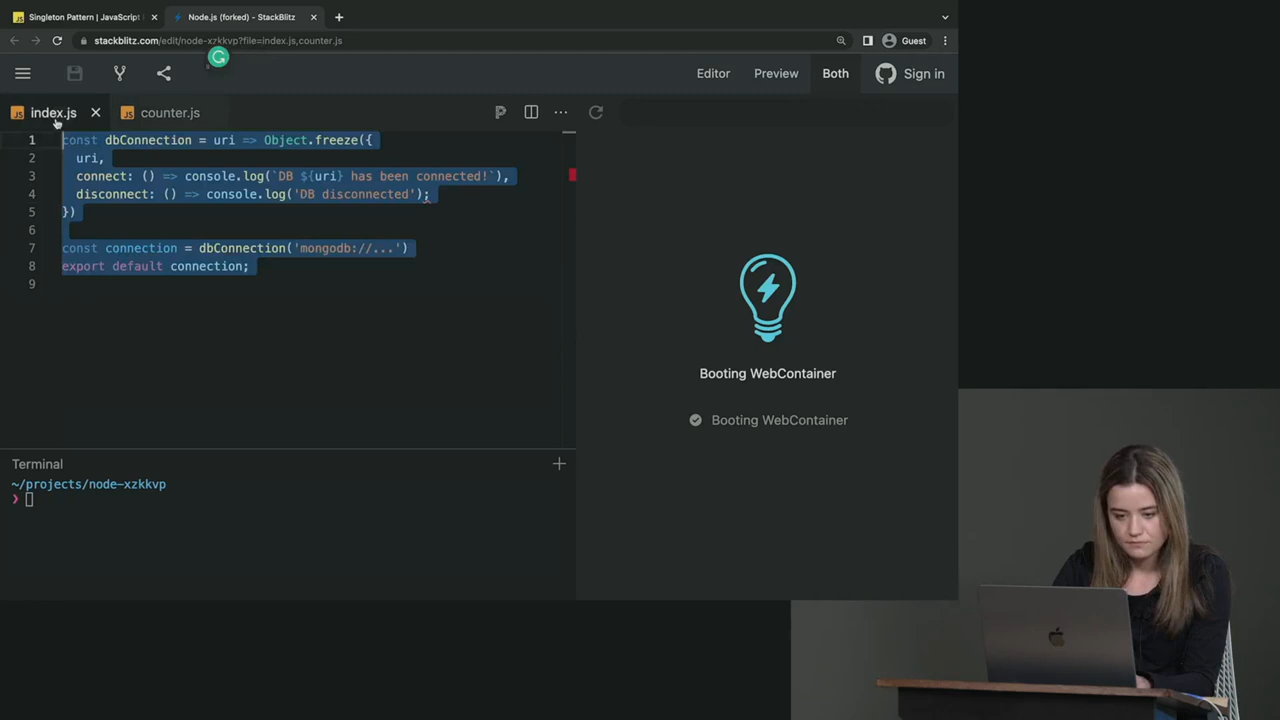 Singleton Pattern | JavaScript
Node.js (forked) - StackBlitz
stackblitz.com/edit/node-xzkkvp?file=index.js,counter.js
Guest
Editor
Preview
Both
Sign in
JS index.js
JS counter.js
1 const dbConnection = uri => Object.freeze({
2 uri,
3 connect: () => console.log(`DB ${uri} has been connected!`),
4 disconnect: () => console.log('DB disconnected');
5 })
6
7 const connection = dbConnection('mongodb://...')
8 export default connection;
9
Booting WebContainer
Booting WebContainer
Terminal
~/projects/node-xzkkvp
❯